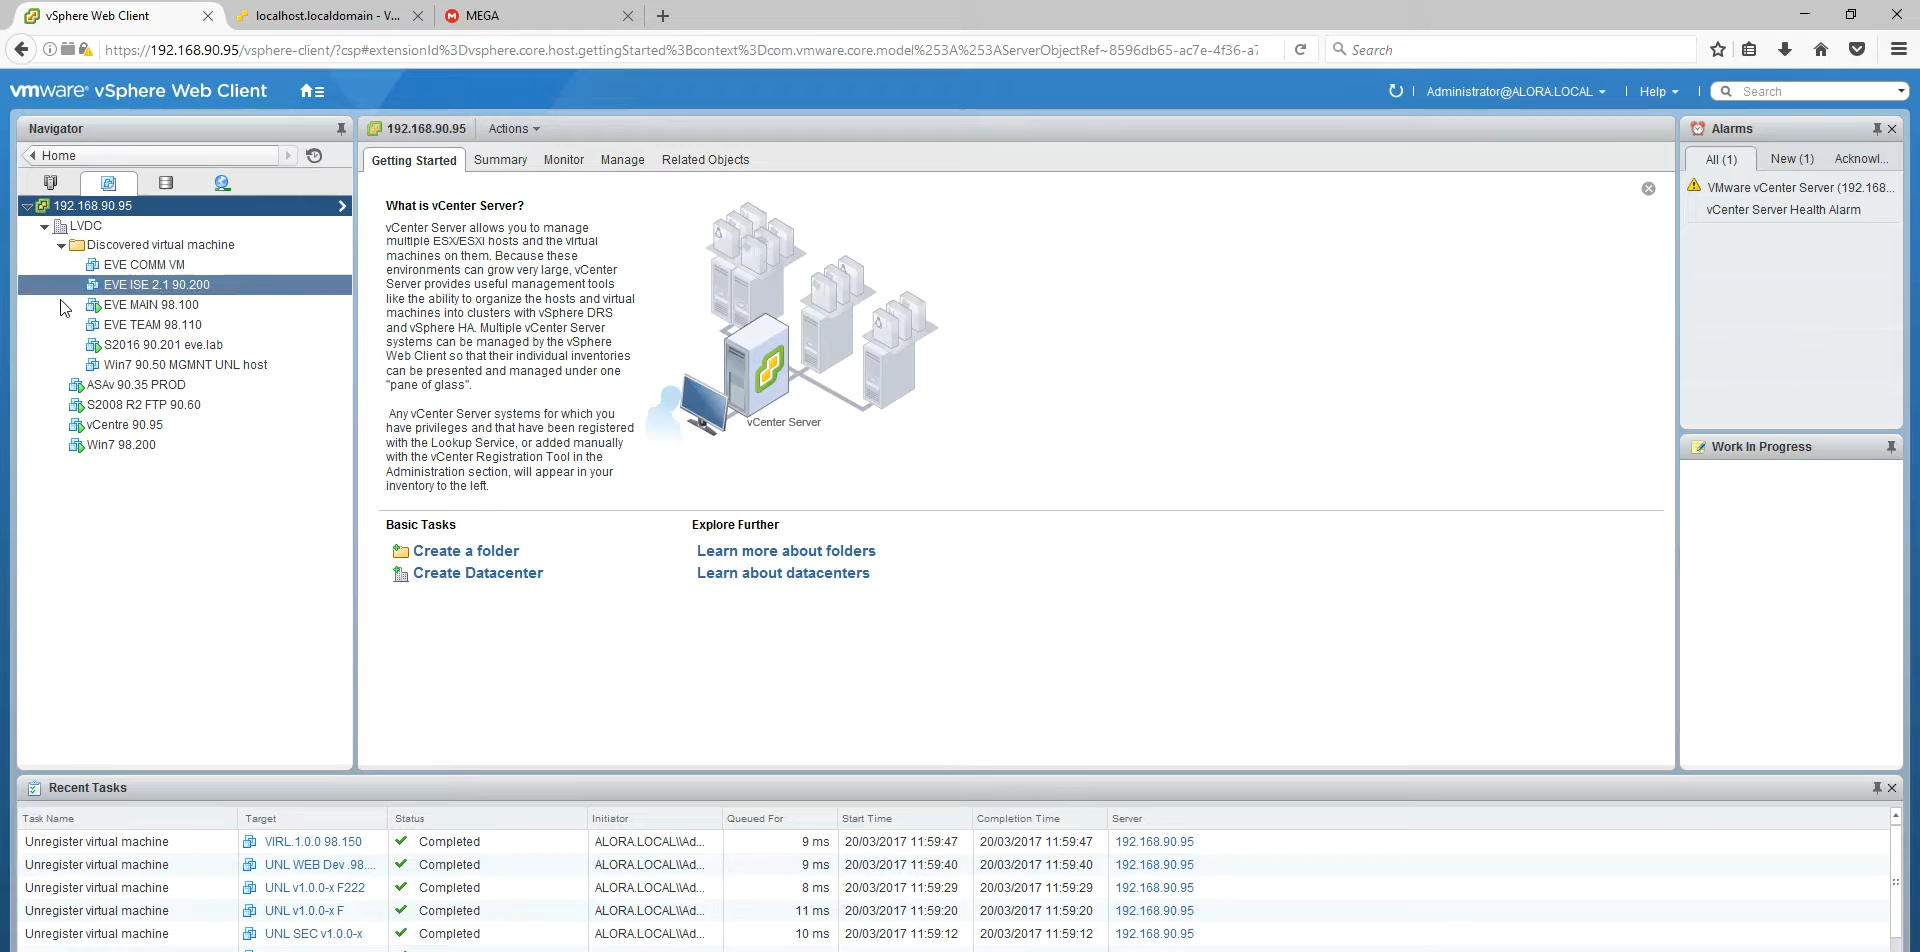 vSphere Web Client
localhost.localdomain - V...
MEGA
https://192.168.90.95/vsphere-client/?csp#extensionId%3Dvsphere.core.host.gettingStarted%3Bcontext%3Dcom.vmware.core.model%253A%253AServerObjectRef~8596db65-ac7e-4f36-a7
Search
vmware® vSphere Web Client
Administrator@ALORA.LOCAL
Help
Search
Navigator
Home
192.168.90.95
LVDC
Discovered virtual machine
EVE COMM VM
EVE ISE 2.1 90.200
EVE MAIN 98.100
EVE TEAM 98.110
S2016 90.201 eve.lab
Win7 90.50 MGMNT UNL host
ASAv 90.35 PROD
S2008 R2 FTP 90.60
vCentre 90.95
Win7 98.200
192.168.90.95
Actions
Getting Started Summary Monitor Manage Related Objects
What is vCenter Server?
vCenter Server allows you to manage
multiple ESX/ESXI hosts and the virtual
machines on them. Because these
environments can grow very large, vCenter
Server provides useful management tools
like the ability to organize the hosts and virtual
machines into clusters with vSphere DRS
and vSphere HA. Multiple vCenter Server
systems can be managed by the vSphere
Web Client so that their individual inventories
can be presented and managed under one
"pane of glass".
Any vCenter Server systems for which you
have privileges and that have been registered
with the Lookup Service, or added manually
with the vCenter Registration Tool in the
Administration section, will appear in your
inventory to the left.
vCenter Server
Basic Tasks
Create a folder
Create Datacenter
Explore Further
Learn more about folders
Learn about datacenters
Alarms
All (1) New (1) Acknowl...
VMware vCenter Server (192.168...
vCenter Server Health Alarm
Work In Progress
Recent Tasks
Task Name Target Status Initiator Queued For Start Time Completion Time Server
Unregister virtual machine VIRL.1.0.0 98.150 Completed ALORA.LOCAL\\Ad... 9 ms 20/03/2017 11:59:47 20/03/2017 11:59:47 192.168.90.95
Unregister virtual machine UNL WEB Dev .98.... Completed ALORA.LOCAL\\Ad... 9 ms 20/03/2017 11:59:40 20/03/2017 11:59:40 192.168.90.95
Unregister virtual machine UNL v1.0.0-x F222 Completed ALORA.LOCAL\\Ad... 8 ms 20/03/2017 11:59:29 20/03/2017 11:59:29 192.168.90.95
Unregister virtual machine UNL v1.0.0-x F Completed ALORA.LOCAL\\Ad... 11 ms 20/03/2017 11:59:20 20/03/2017 11:59:20 192.168.90.95
Unregister virtual machine UNL SEC v1.0.0-x Completed ALORA.LOCAL\\Ad... 10 ms 20/03/2017 11:59:12 20/03/2017 11:59:12 192.168.90.95